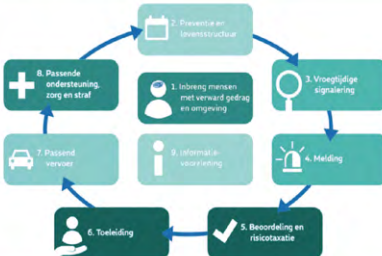 2. Preventie en
levensstructuur
8. Passende
ondersteuning,
zorg en straf
1. Inbreng mensen
met verward gedrag
en omgeving
3. Vroegtijdige
signalering
7. Passend
vervoer
9. Informatie-
voorziening
4. Melding
6. Toeleiding
5. Beoordeling en
risicotaxatie